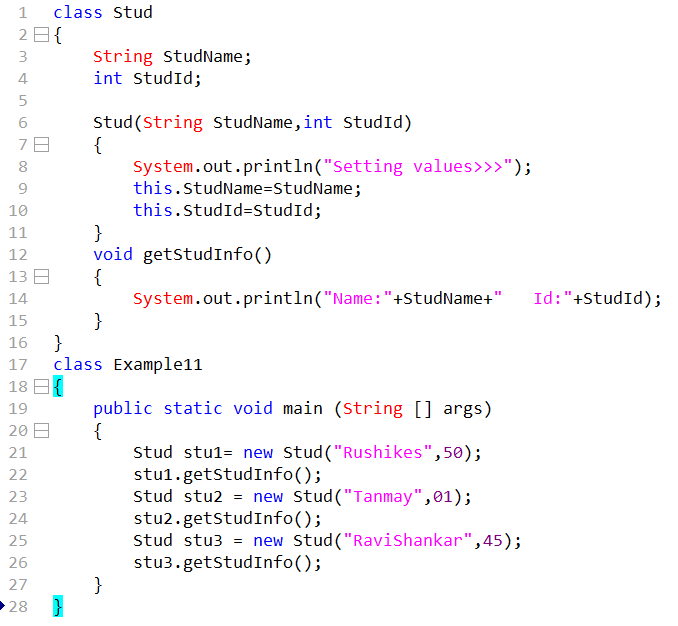 1 class Stud
2 {
3     String StudName;
4     int StudId;
5
6     Stud(String StudName,int StudId)
7     {
8         System.out.println("Setting values>>>");
9         this.StudName=StudName;
10         this.StudId=StudId;
11     }
12     void getStudInfo()
13     {
14         System.out.println("Name:"+StudName+"   Id:"+StudId);
15     }
16 }
17 class Example11
18 {
19     public static void main (String [] args)
20     {
21         Stud stu1= new Stud("Rushikes",50);
22         stu1.getStudInfo();
23         Stud stu2 = new Stud("Tanmay",01);
24         stu2.getStudInfo();
25         Stud stu3 = new Stud("RaviShankar",45);
26         stu3.getStudInfo();
27     }
28 }